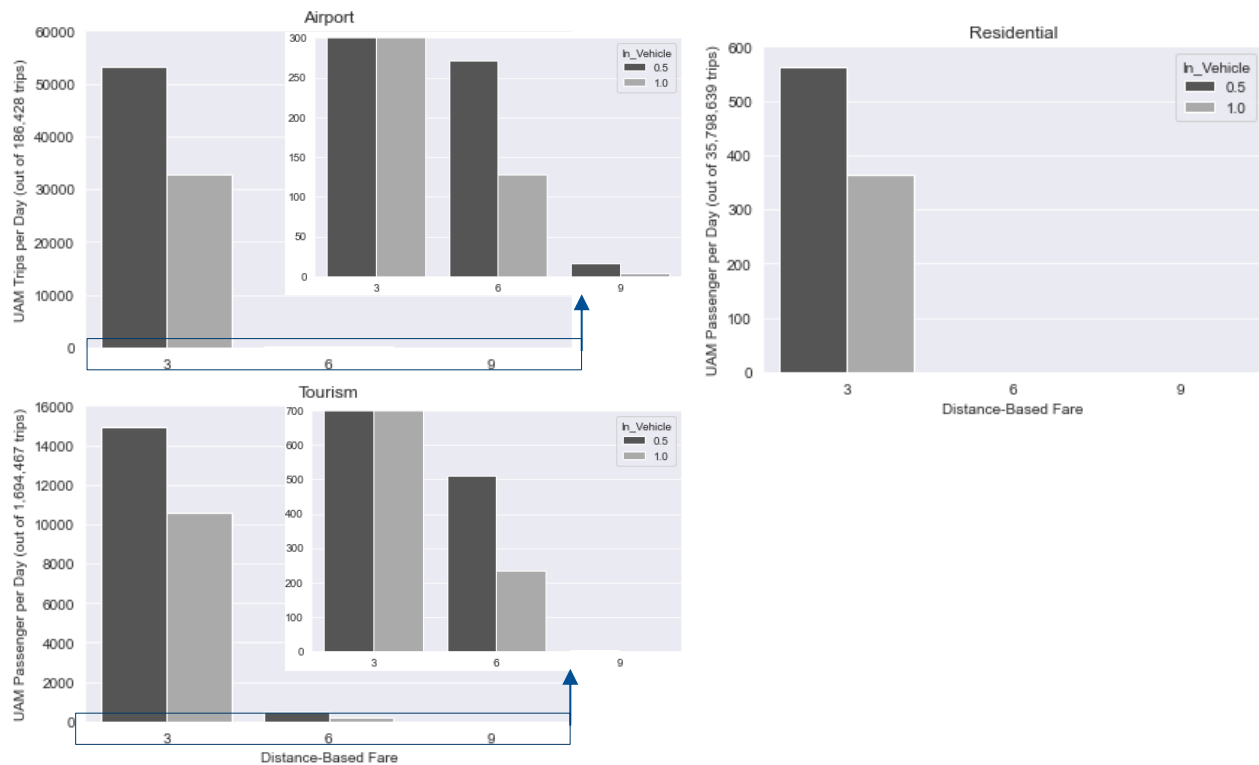 Airport
UAM Trips per Day (out of 186,428 trips)
60000
50000
40000
30000
20000
10000
0
3 6 9
300
250
200
150
100
50
0
3 6 9
In_Vehicle
0.5
1.0
Residential
UAM Passenger per Day (out of 35,798,639 trips)
600
500
400
300
200
100
0
3 6 9
Distance-Based Fare
In_Vehicle
0.5
1.0
Tourism
UAM Passenger per Day (out of 1,694,467 trips)
16000
14000
12000
10000
8000
6000
4000
2000
0
3 6 9
Distance-Based Fare
700
600
500
400
300
200
100
0
3 6 9
In_Vehicle
0.5
1.0